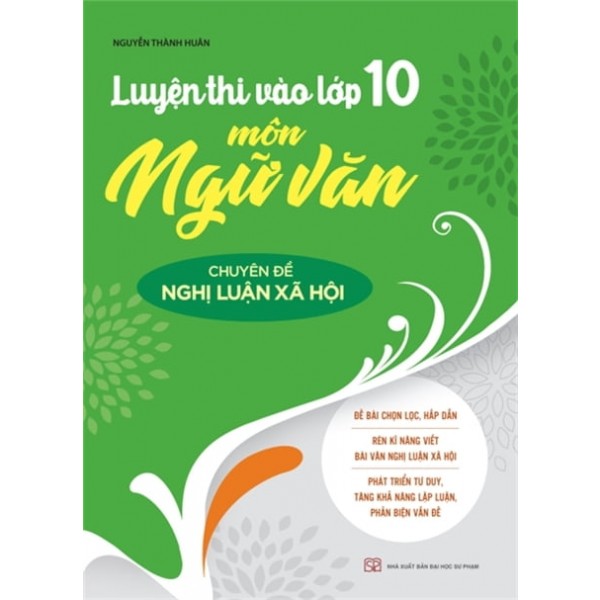 NGUYỄN THÀNH HUÂN
Luyện thi vào lớp 10
môn
Ngữ văn
CHUYÊN ĐỀ
NGHỊ LUẬN XÃ HỘI
ĐỀ BÀI CHỌN LỌC, HẤP DẪN
RÈN KĨ NĂNG VIẾT
BÀI VĂN NGHỊ LUẬN XÃ HỘI
PHÁT TRIỂN TƯ DUY,
TĂNG KHẢ NĂNG LẬP LUẬN,
PHẢN BIỆN VẤN ĐỀ
NHÀ XUẤT BẢN ĐẠI HỌC SƯ PHẠM